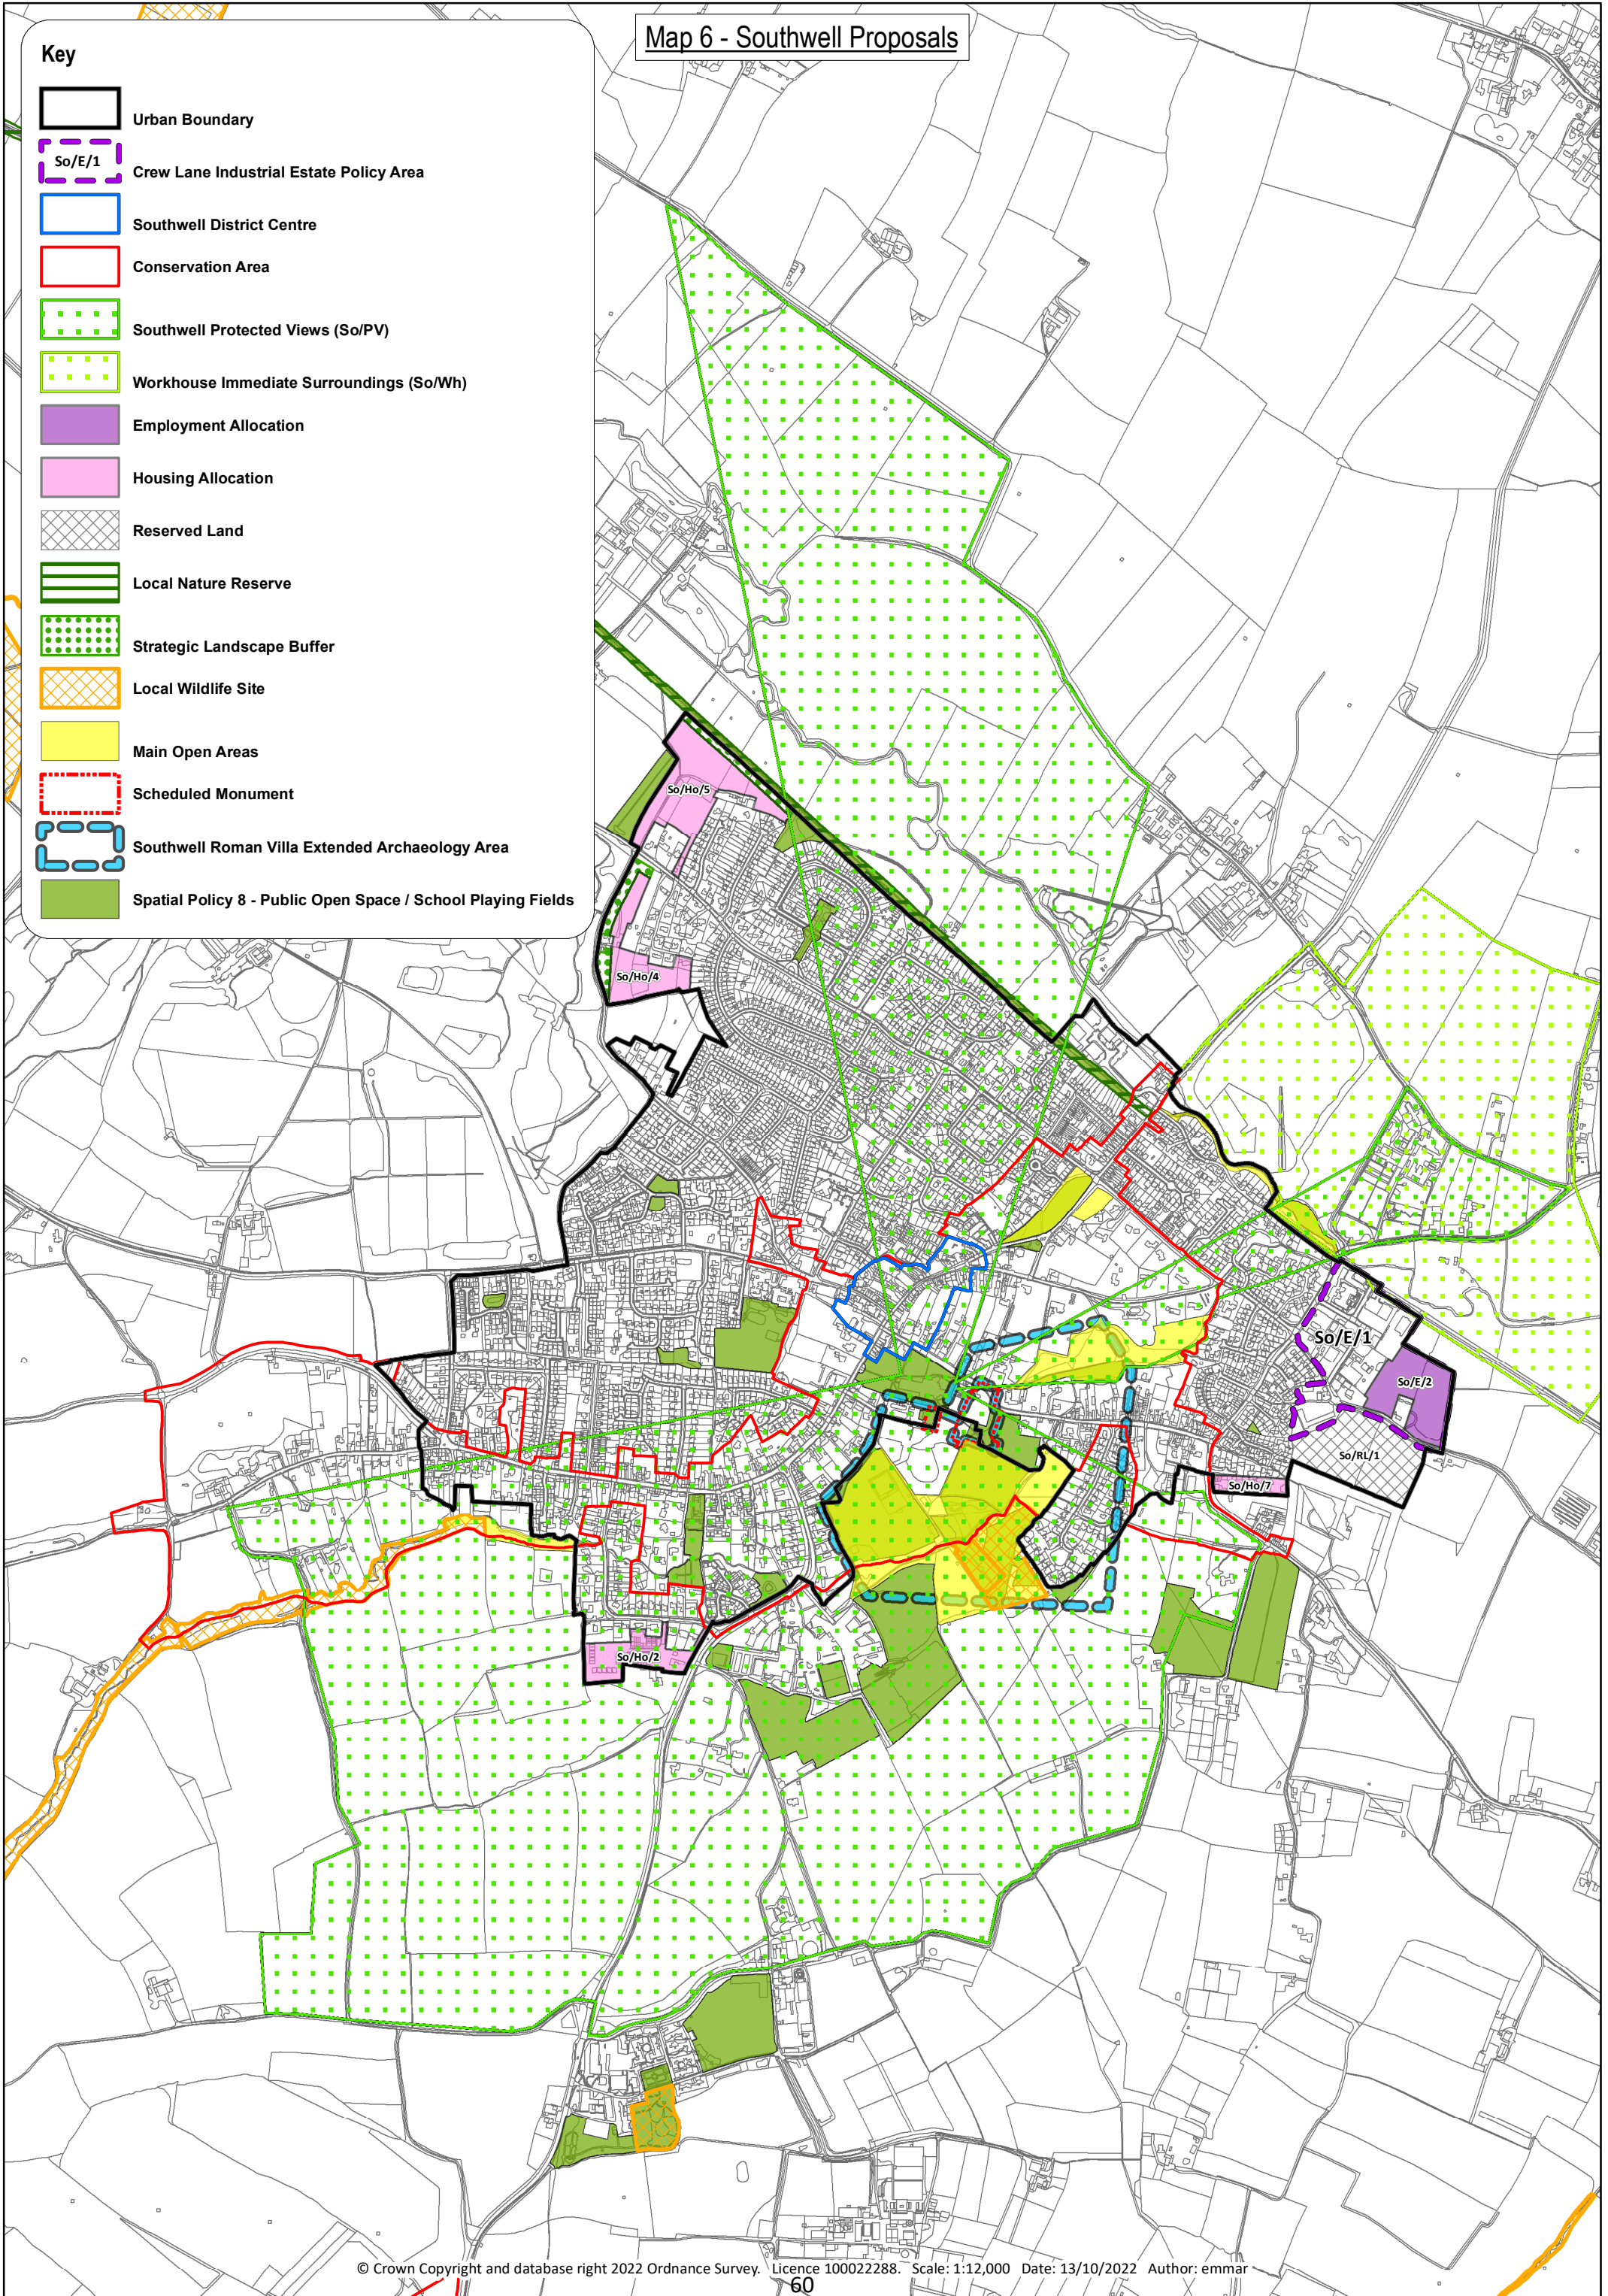 Map 6 - Southwell Proposals
Key
Urban Boundary
So/E/1
Crew Lane Industrial Estate Policy Area
Southwell District Centre
Conservation Area
Southwell Protected Views (So/PV)
Workhouse Immediate Surroundings (So/Wh)
Employment Allocation
Housing Allocation
Reserved Land
Local Nature Reserve
Strategic Landscape Buffer
Local Wildlife Site
Main Open Areas
Scheduled Monument
Southwell Roman Villa Extended Archaeology Area
Spatial Policy 8 - Public Open Space / School Playing Fields
So/Ho/5
So/Ho/4
So/E/1
So/E/2
So/RL/1
So/Ho/7
So/Ho/2
© Crown Copyright and database right 2022 Ordnance Survey. Licence 100022288. Scale: 1:12,000 Date: 13/10/2022 Author: emmar
60